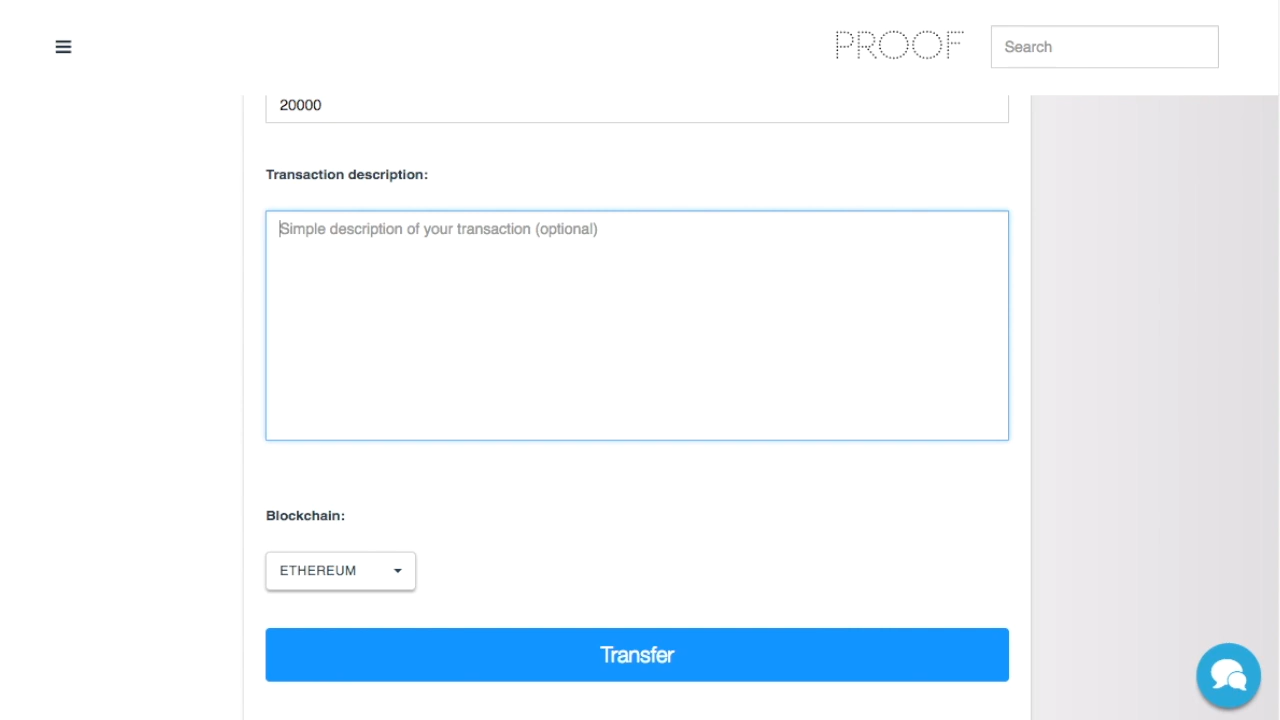 PROOF
Search
20000
Transaction description:
Simple description of your transaction (optional)
Blockchain:
ETHEREUM
Transfer